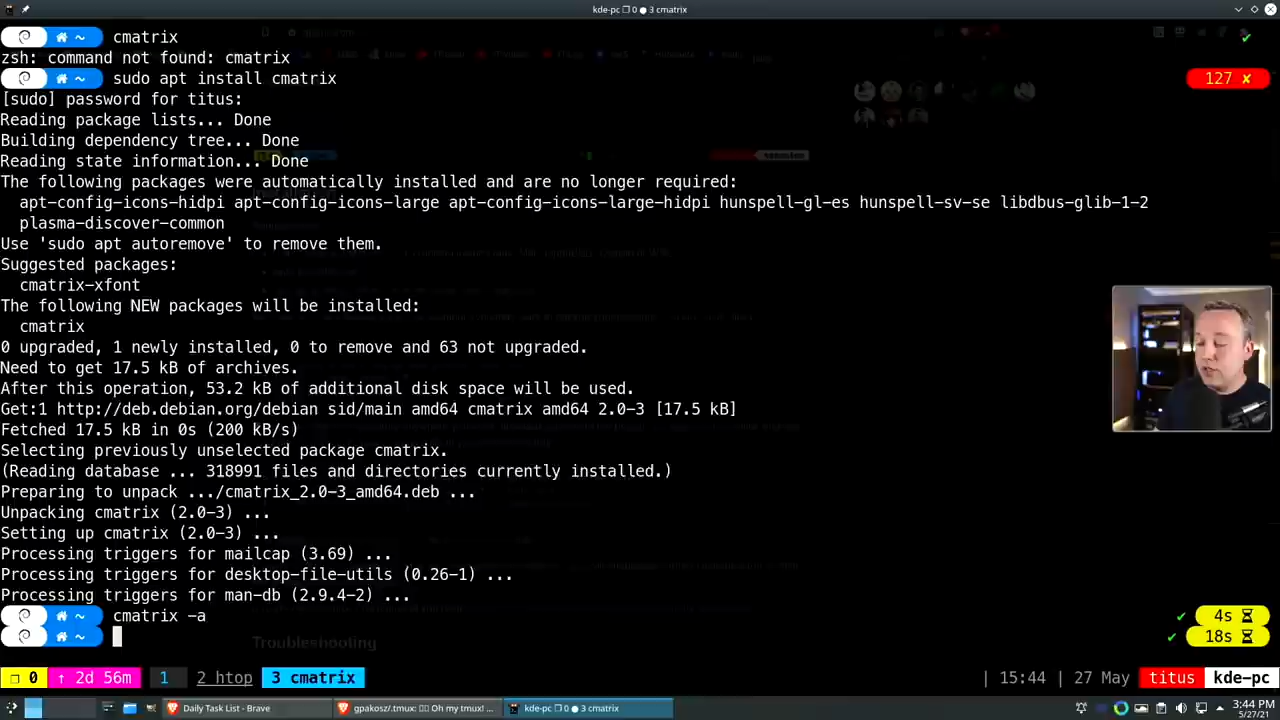 kde-pc ❐ 0 ● 3 cmatrix
~ cmatrix ✔
zsh: command not found: cmatrix
~ sudo apt install cmatrix 127 ✘
[sudo] password for titus:
Reading package lists... Done
Building dependency tree... Done
Reading state information... Done
The following packages were automatically installed and are no longer required:
apt-config-icons-hidpi apt-config-icons-large apt-config-icons-large-hidpi hunspell-gl-es hunspell-sv-se libdbus-glib-1-2
plasma-discover-common
Use 'sudo apt autoremove' to remove them.
Suggested packages:
cmatrix-xfont
The following NEW packages will be installed:
cmatrix
0 upgraded, 1 newly installed, 0 to remove and 63 not upgraded.
Need to get 17.5 kB of archives.
After this operation, 53.2 kB of additional disk space will be used.
Get:1 http://deb.debian.org/debian sid/main amd64 cmatrix amd64 2.0-3 [17.5 kB]
Fetched 17.5 kB in 0s (200 kB/s)
Selecting previously unselected package cmatrix.
(Reading database ... 318991 files and directories currently installed.)
Preparing to unpack .../cmatrix_2.0-3_amd64.deb ...
Unpacking cmatrix (2.0-3) ...
Setting up cmatrix (2.0-3) ...
Processing triggers for mailcap (3.69) ...
Processing triggers for desktop-file-utils (0.26-1) ...
Processing triggers for man-db (2.9.4-2) ...
~ cmatrix -a ✔ 4s
~ ✔ 18s
Troubleshooting
❐ 0 ↑ 2d 56m 1 2 htop 3 cmatrix | 15:44 | 27 May titus kde-pc
Daily Task List - Brave gpakosz/.tmux: Oh my tmux! ... kde-pc ❐ 0 ● 3 cmatrix 3:44 PM
5/27/21